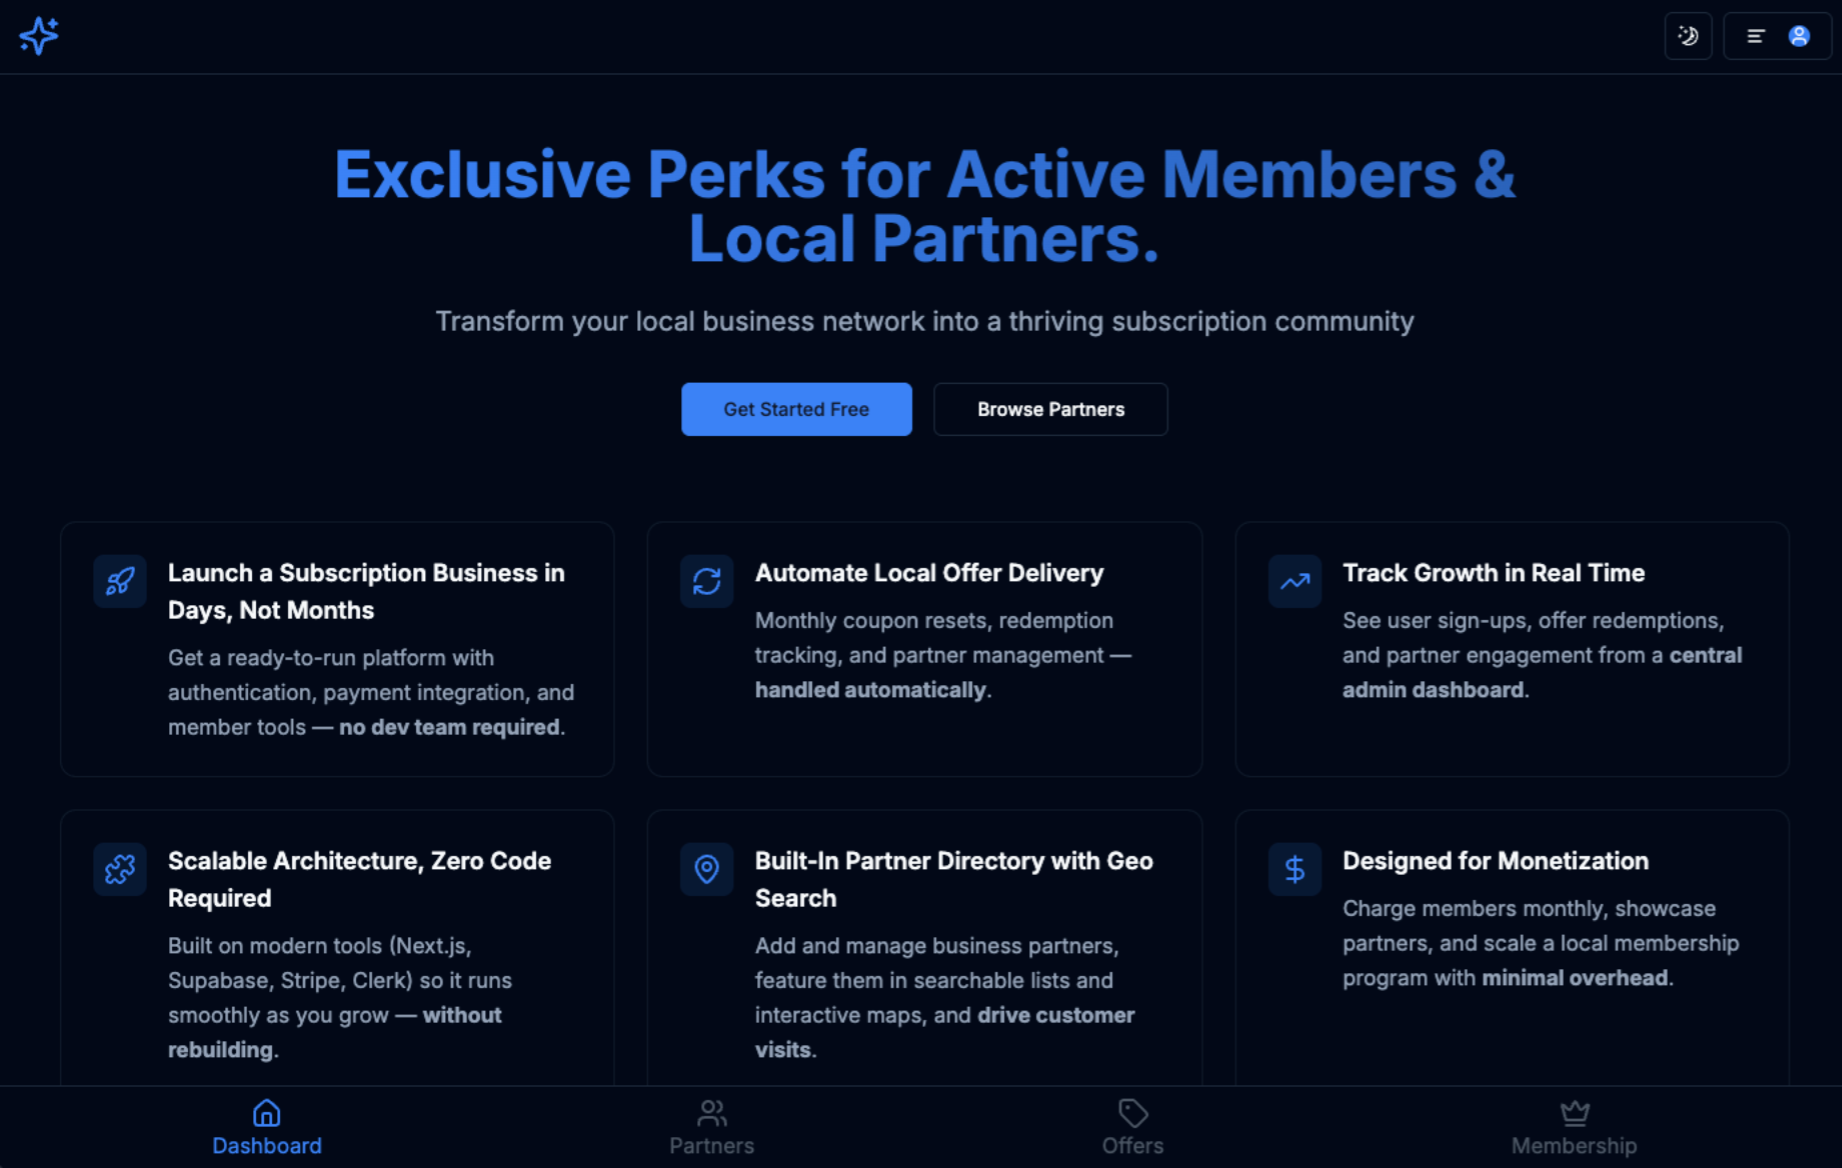 Exclusive Perks for Active Members &
Local Partners.
Transform your local business network into a thriving subscription community
Get Started Free
Browse Partners
Launch a Subscription Business in
Days, Not Months
Get a ready-to-run platform with
authentication, payment integration, and
member tools — no dev team required.
Automate Local Offer Delivery
Monthly coupon resets, redemption
tracking, and partner management —
handled automatically.
Track Growth in Real Time
See user sign-ups, offer redemptions,
and partner engagement from a central
admin dashboard.
Scalable Architecture, Zero Code
Required
Built on modern tools (Next.js,
Supabase, Stripe, Clerk) so it runs
smoothly as you grow — without
rebuilding.
Built-In Partner Directory with Geo
Search
Add and manage business partners,
feature them in searchable lists and
interactive maps, and drive customer
visits.
Designed for Monetization
Charge members monthly, showcase
partners, and scale a local membership
program with minimal overhead.
Dashboard
Partners
Offers
Membership